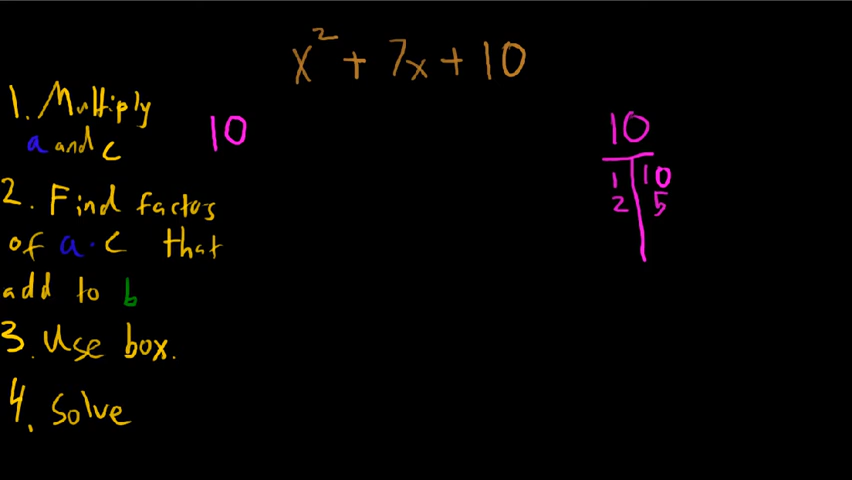 x² + 7x + 10
1. Multiply
a and c
10
2. Find factos
of a · c that
add to b
3. Use box.
4. Solve
10
1 | 10
2 | 5